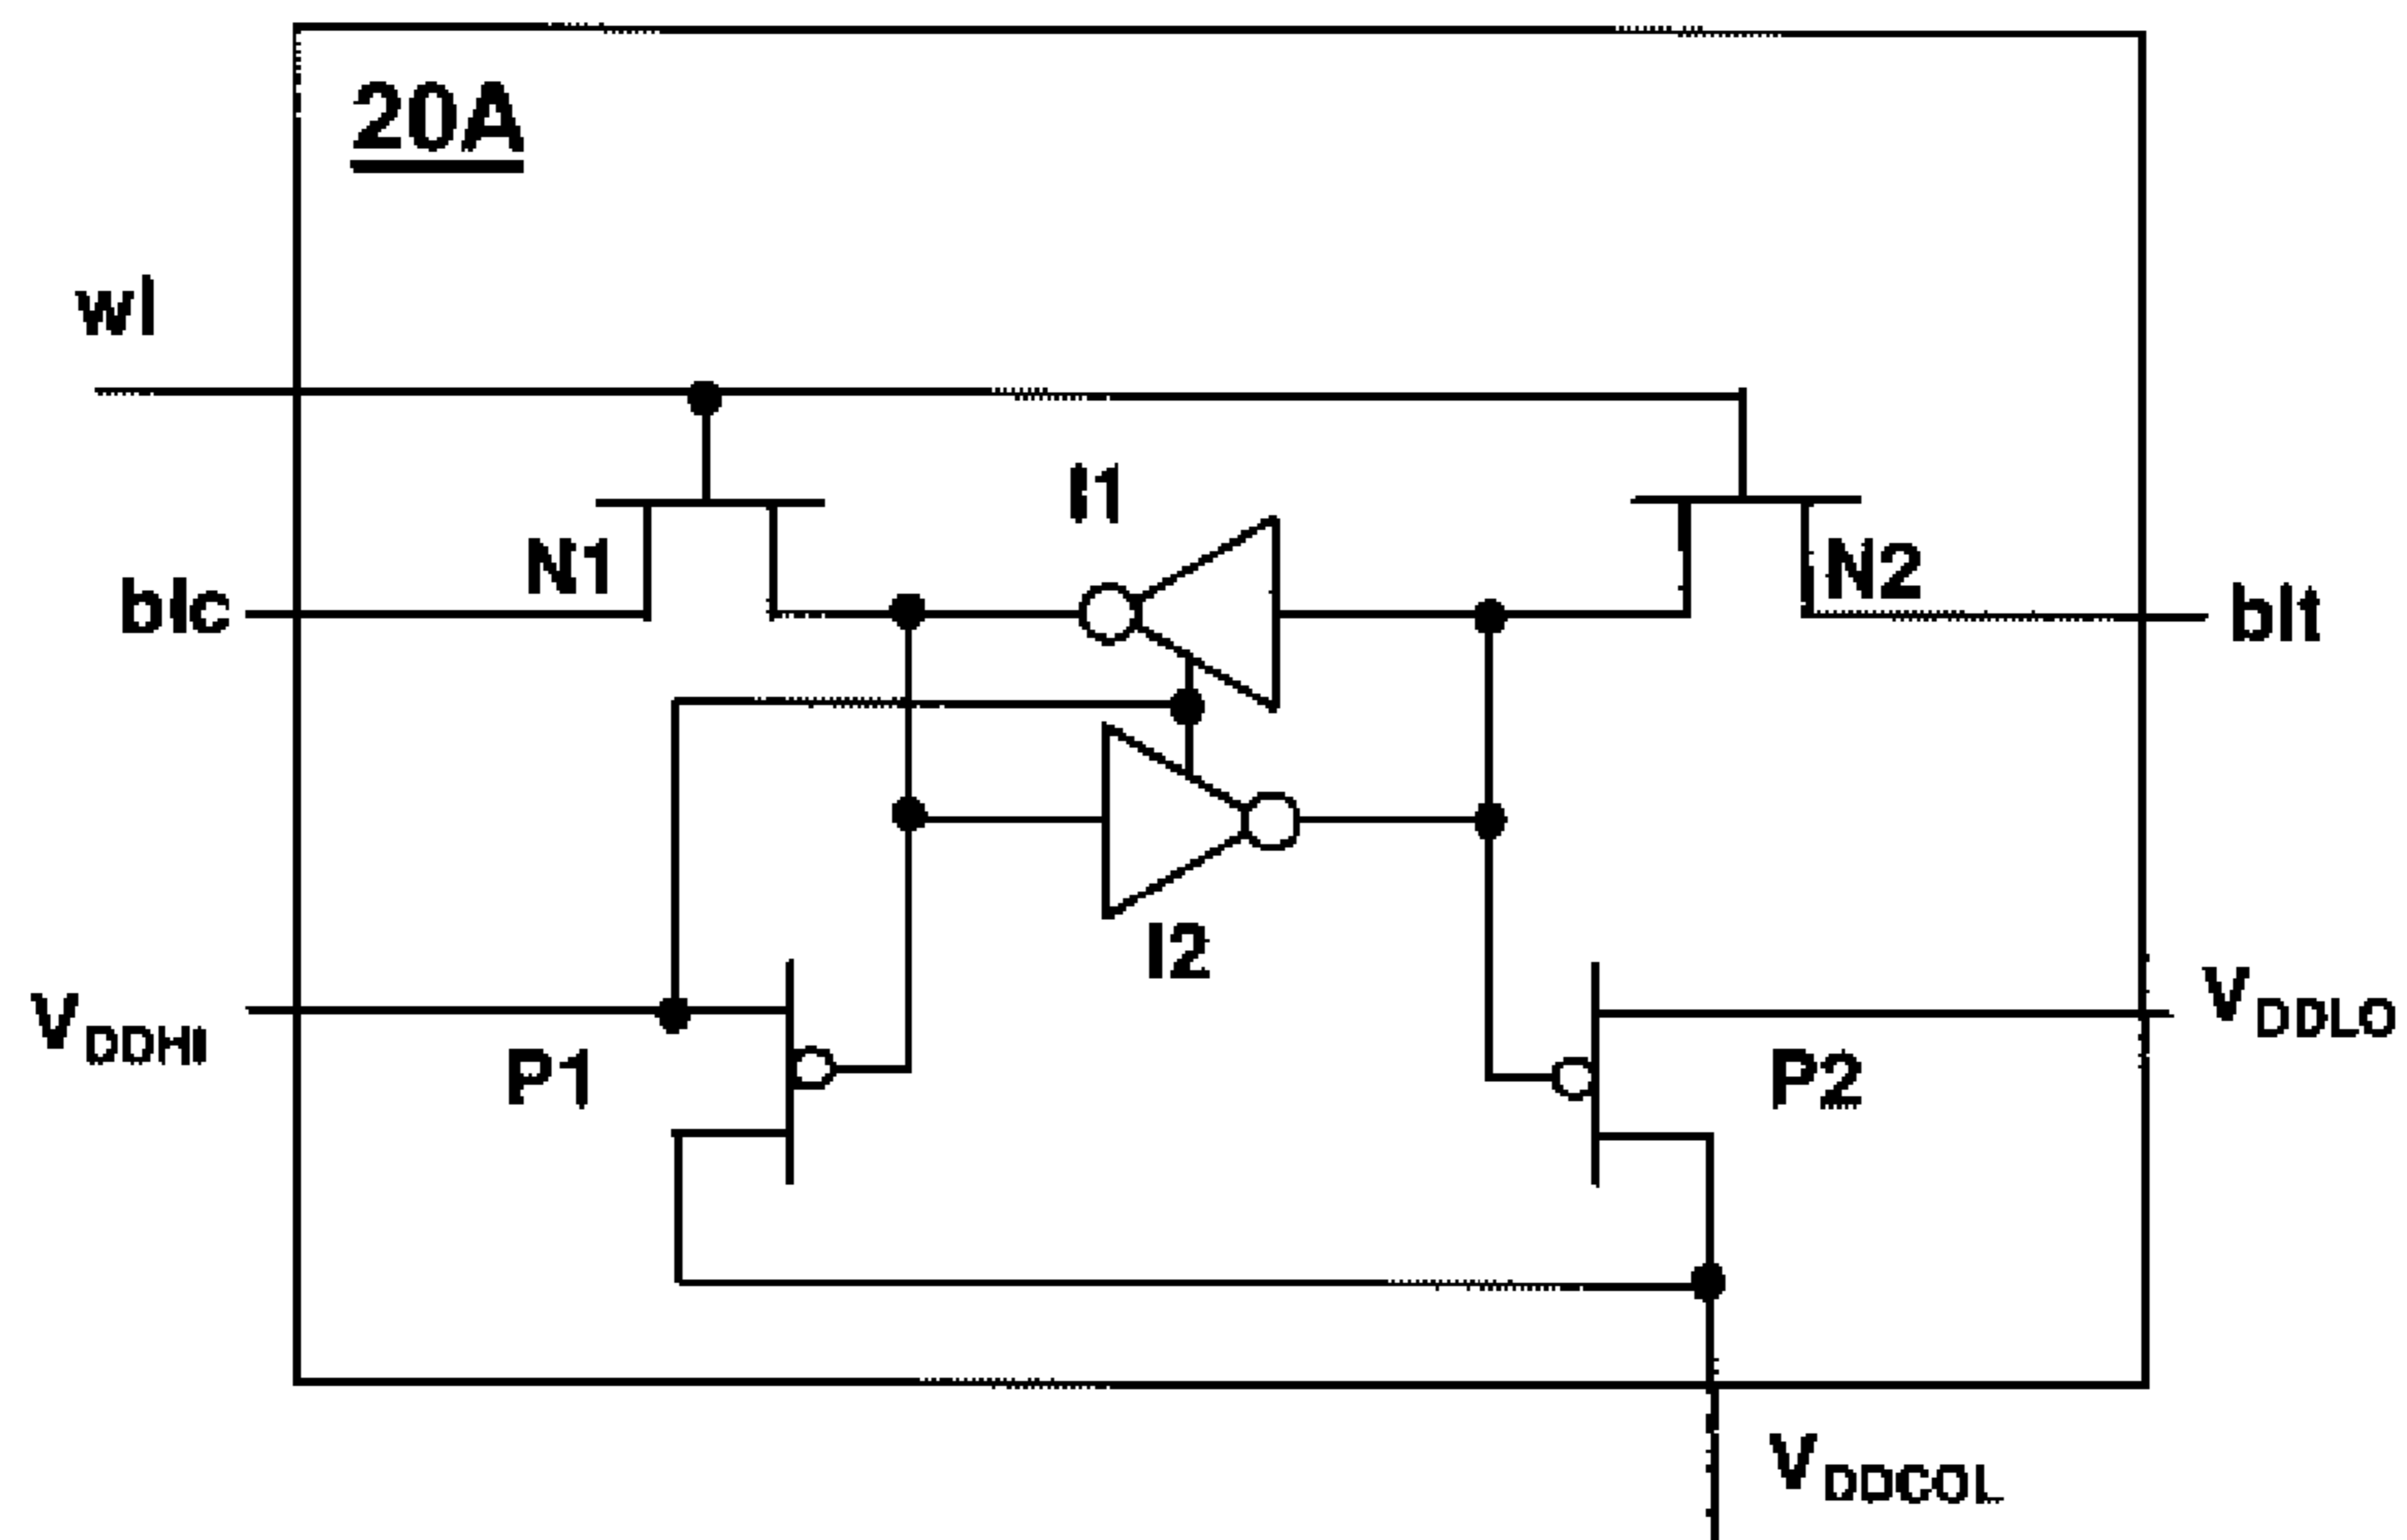 20A
wl
I1
N1
N2
blc
blt
I2
VDDHI
VDDLO
P1
P2
VDDCOL